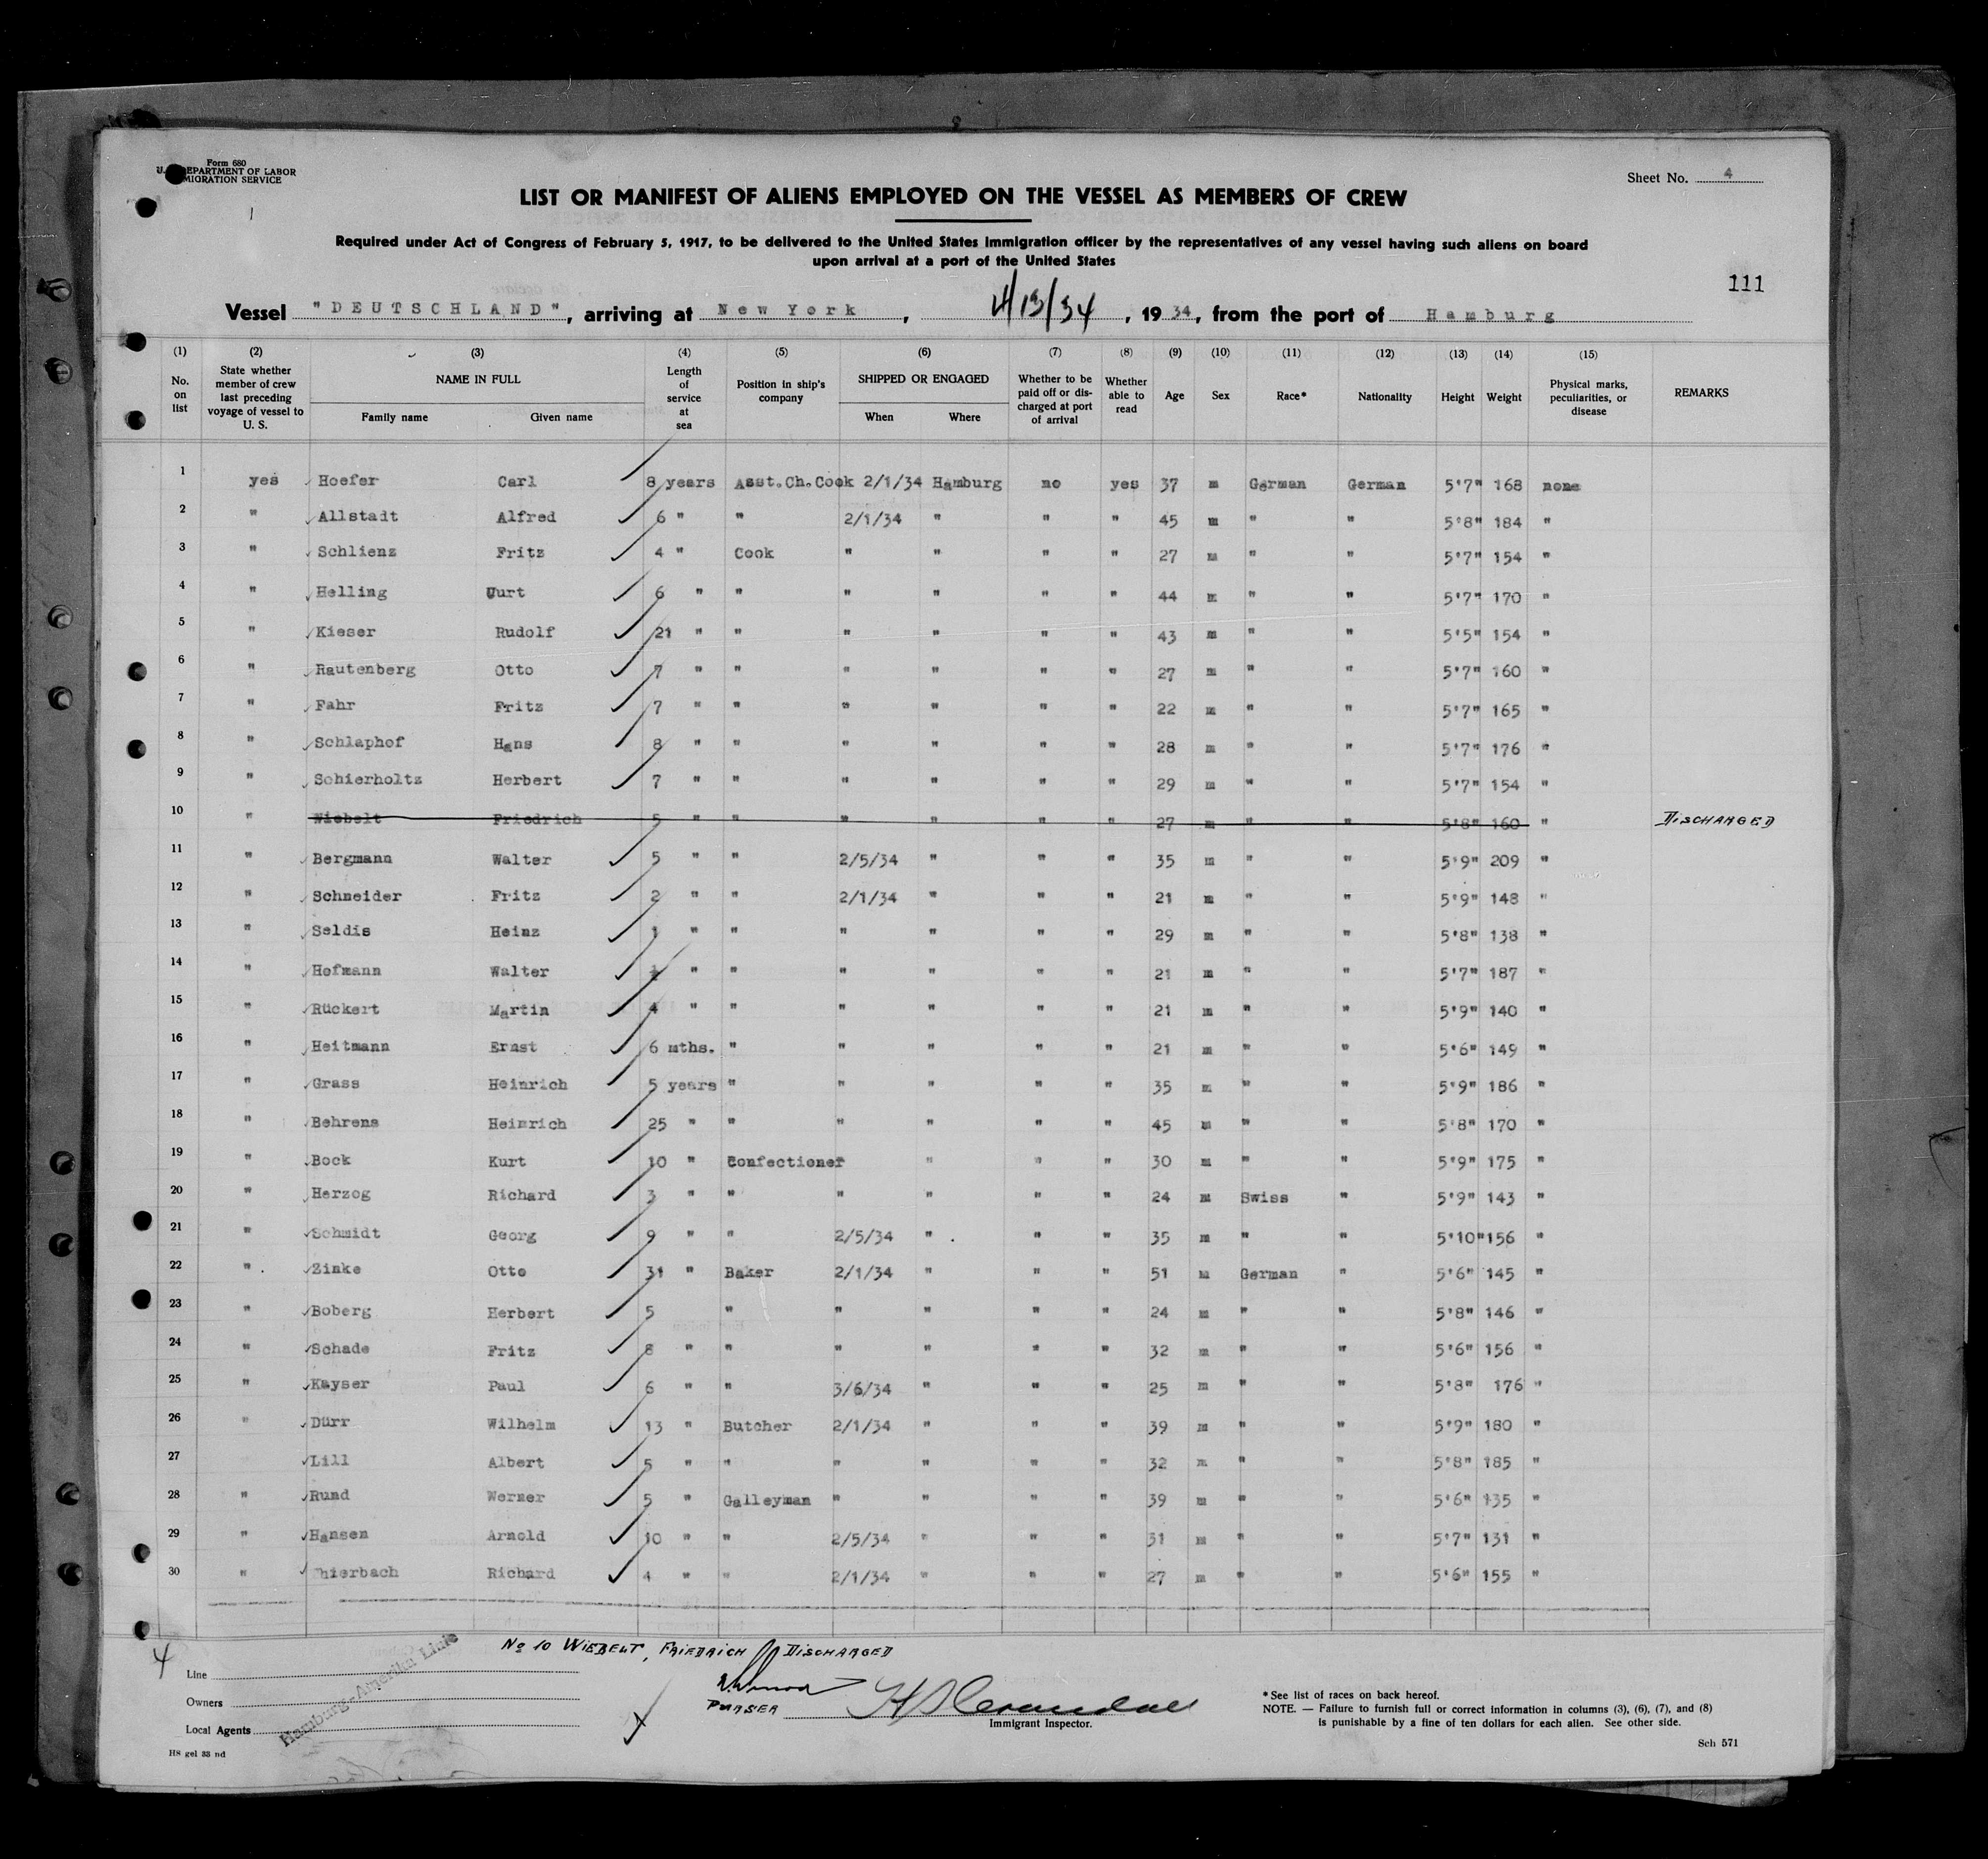 Form 680
U. DEPARTMENT OF LABOR
MIGRATION SERVICE
Sheet No. 4
LIST OR MANIFEST OF ALIENS EMPLOYED ON THE VESSEL AS MEMBERS OF CREW
Required under Act of Congress of February 5, 1917, to be delivered to the United States Immigration officer by the representatives of any vessel having such aliens on board
upon arrival at a port of the United States
111
Vessel "DEUTSCHLAND", arriving at New York, 4/13/34, 1934, from the port of Hamburg
(1) (2) (3) (4) (5) (6) (7) (8) (9) (10) (11) (12) (13) (14) (15)
No. on list State whether member of crew last preceding voyage of vessel to U. S. NAME IN FULL Family name Given name Length of service at sea Position in ship's company SHIPPED OR ENGAGED When Where Whether to be paid off or discharged at port of arrival Whether able to read Age Sex Race* Nationality Height Weight Physical marks, peculiarities, or disease REMARKS
1 yes Hoefer Carl 8 years Asst.Ch.Cook 2/1/34 Hamburg no yes 37 m German German 5'7" 168 none
2 " Allstadt Alfred 6 " " 2/1/34 " " " 45 m " " 5'8" 184 "
3 " Schlienz Fritz 4 " Cook " " " " 27 m " " 5'7" 154 "
4 " Helling Curt 6 " " " " " " 44 m " " 5'7" 170 "
5 " Kieser Rudolf 21 " " " " " " 43 m " " 5'5" 154 "
6 " Rautenberg Otto 7 " " " " " " 27 m " " 5'7" 160 "
7 " Fahr Fritz 7 " " " " " " 22 m " " 5'7" 165 "
8 " Schlaphof Hans 8 " " " " " " 28 m " " 5'7" 176 "
9 " Schierholtz Herbert 7 " " " " " " 29 m " " 5'7" 154 "
10 " Wiebelt Friedrich 5 " " " " " " 27 m " " 5'8" 160 " DISCHARGED
11 " Bergmann Walter 5 " " 2/5/34 " " " 35 m " " 5'9" 209 "
12 " Schneider Fritz 2 " " 2/1/34 " " " 21 m " " 5'9" 148 "
13 " Seldis Heinz 1 " " " " " " 29 m " " 5'8" 138 "
14 " Hofmann Walter " " " " " " 21 m " " 5'7" 187 "
15 " Rückert Martin 4 " " " " " " 21 m " " 5'9" 140 "
16 " Heitmann Ernst 6 mths. " " " " " 21 m " " 5'6" 149 "
17 " Grass Heinrich 5 years " " " " " 35 m " " 5'9" 186 "
18 " Behrens Heinrich 25 " " " " " " 45 m " " 5'8" 170 "
19 " Bock Kurt 10 " Confectioner " " " 30 m " " 5'9" 175 "
20 " Herzog Richard 3 " " " " " " 24 m Swiss " 5'9" 143 "
21 " Schmidt Georg 9 " " 2/5/34 " " " 35 m " " 5'10" 156 "
22 " Zinke Otto 31 " Baker 2/1/34 " " " 51 m German " 5'6" 145 "
23 " Boberg Herbert 5 " " " " " 24 m " " 5'8" 146 "
24 " Schade Fritz 8 " " " " " " 32 m " " 5'6" 156 "
25 " Kayser Paul 6 " " 3/6/34 " " " 25 m " " 5'8" 176 "
26 " Dürr Wilhelm 13 " Butcher 2/1/34 " " " 39 m " " 5'9" 180 "
27 Lill Albert 5 " " " " " " 32 m " " 5'8" 185 "
28 " Rund Werner 5 " Galleyman " " " " 39 m " " 5'6" 135 "
29 " Hansen Arnold 10 " " 2/5/34 " " " 31 m " " 5'7" 131 "
30 " Thierbach Richard 4 " " 2/1/34 " " " 27 m " " 5'6" 155 "
No 10 WIEBELT, FRIEDRICH DISCHARGED
4
Line
Owners
Local Agents
Hamburg-Amerika Linie
PURSER
Immigrant Inspector.
* See list of races on back hereof.
NOTE. — Failure to furnish full or correct information in columns (3), (6), (7), and (8)
is punishable by a fine of ten dollars for each alien. See other side.
HS gel 33 nd
Sch 571